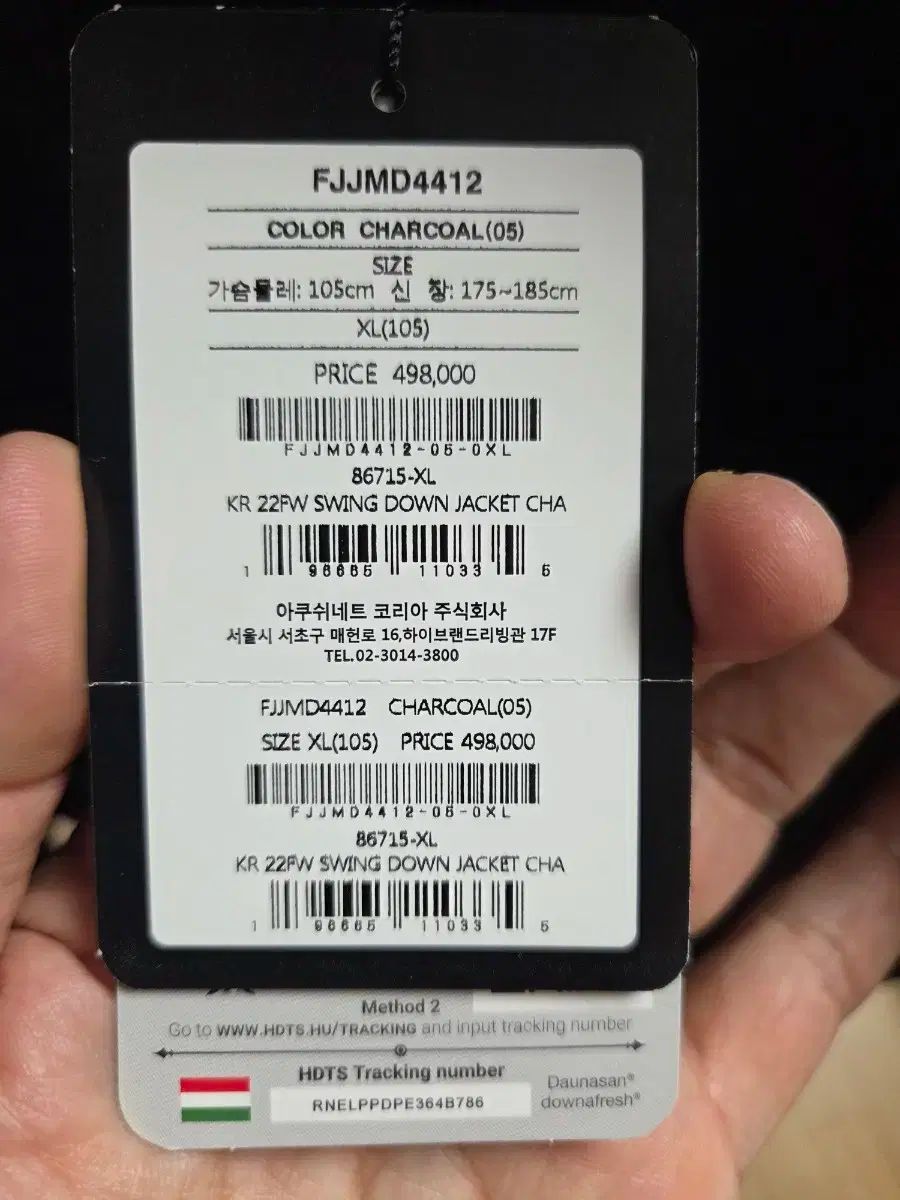 FJJMD4412
COLOR CHARCOAL(05)
SIZE
가슴둘레: 105cm 신 장: 175~185cm
XL(105)
PRICE 498,000
FJJMD4412-05-0XL
86715-XL
KR 22FW SWING DOWN JACKET CHA
1 96665 11033 5
아쿠쉬네트 코리아 주식회사
서울시 서초구 매헌로 16,하이브랜드리빙관 17F
TEL.02-3014-3800
FJJMD4412 CHARCOAL(05)
SIZE XL(105) PRICE 498,000
FJJMD4412-05-0XL
86715-XL
KR 22FW SWING DOWN JACKET CHA
1 96665 11033 5
Method 2
Go to WWW.HDTS.HU/TRACKING and input tracking number
HDTS Tracking number
RNELPPDPE364B786
Daunasan®
downafresh®